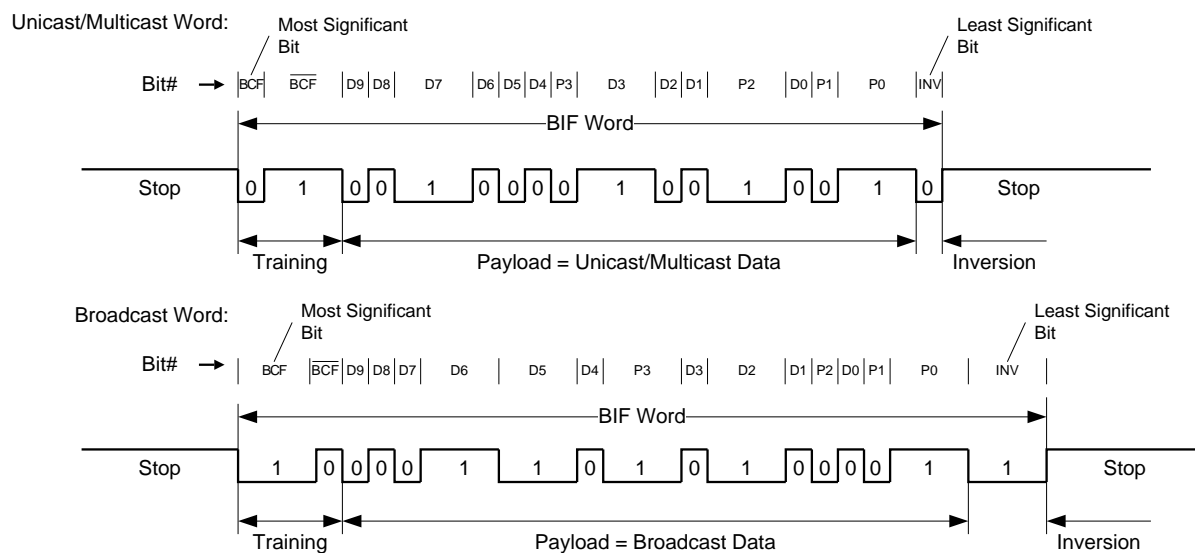 Unicast/Multicast Word:
Most Significant
Bit
Least Significant
Bit
Bit#
BCF B̅C̅F̅ D9 D8 D7 D6 D5 D4 P3 D3 D2 D1 P2 D0 P1 P0 INV
BIF Word
Stop 0 1 0 0 1 0 0 0 0 1 0 0 1 0 0 1 0 Stop
Training Payload = Unicast/Multicast Data Inversion
Broadcast Word:
Most Significant
Bit
Least Significant
Bit
Bit#
BCF B̅C̅F̅ D9 D8 D7 D6 D5 D4 P3 D3 D2 D1 P2 D0 P1 P0 INV
BIF Word
Stop 1 0 0 0 0 1 1 0 1 0 1 0 0 0 0 1 1 Stop
Training Payload = Broadcast Data Inversion